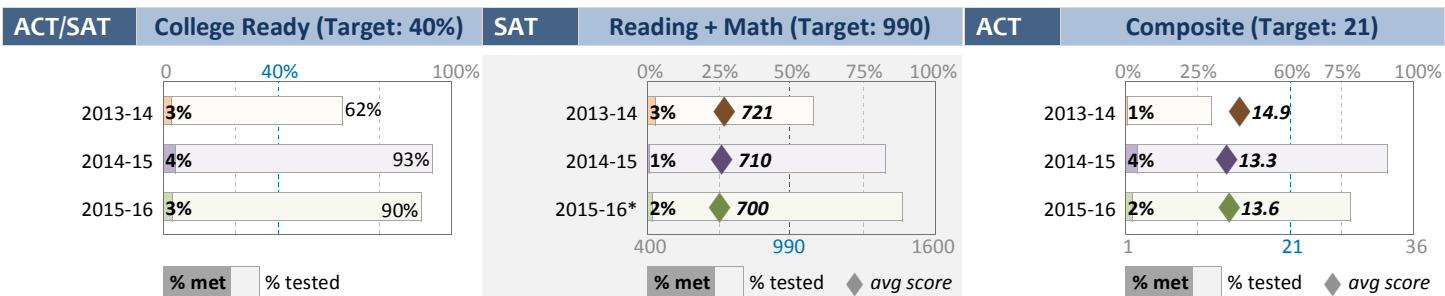 ACT/SAT College Ready (Target: 40%)
0 40% 100%
2013-14 3% 62%
2014-15 4% 93%
2015-16 3% 90%
% met % tested
SAT Reading + Math (Target: 990)
0% 25% 50% 75% 100%
2013-14 3% 721
2014-15 1% 710
2015-16* 2% 700
400 990 1600
% met % tested avg score
ACT Composite (Target: 21)
0% 25% 60% 75% 100%
2013-14 1% 14.9
2014-15 4% 13.3
2015-16 2% 13.6
1 21 36
% met % tested avg score